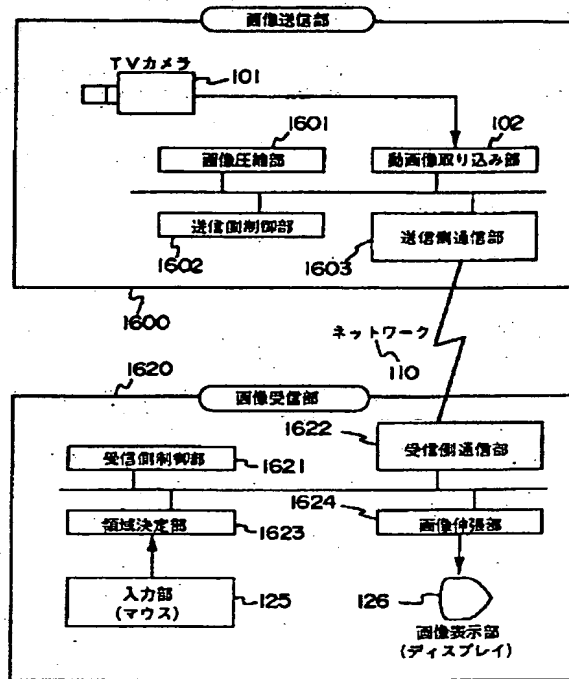 画像送信部
TVカメラ
101
1601
102
画像圧縮部
動画像取り込み部
送信側制御部
送信側通信部
1602
1603
1600
ネットワーク
110
1620
画像受信部
1622
受信側制御部
1621
受信側通信部
1624
領域決定部
1623
画像伸張部
入力部
(マウス)
125
126
画像表示部
(ディスプレイ)